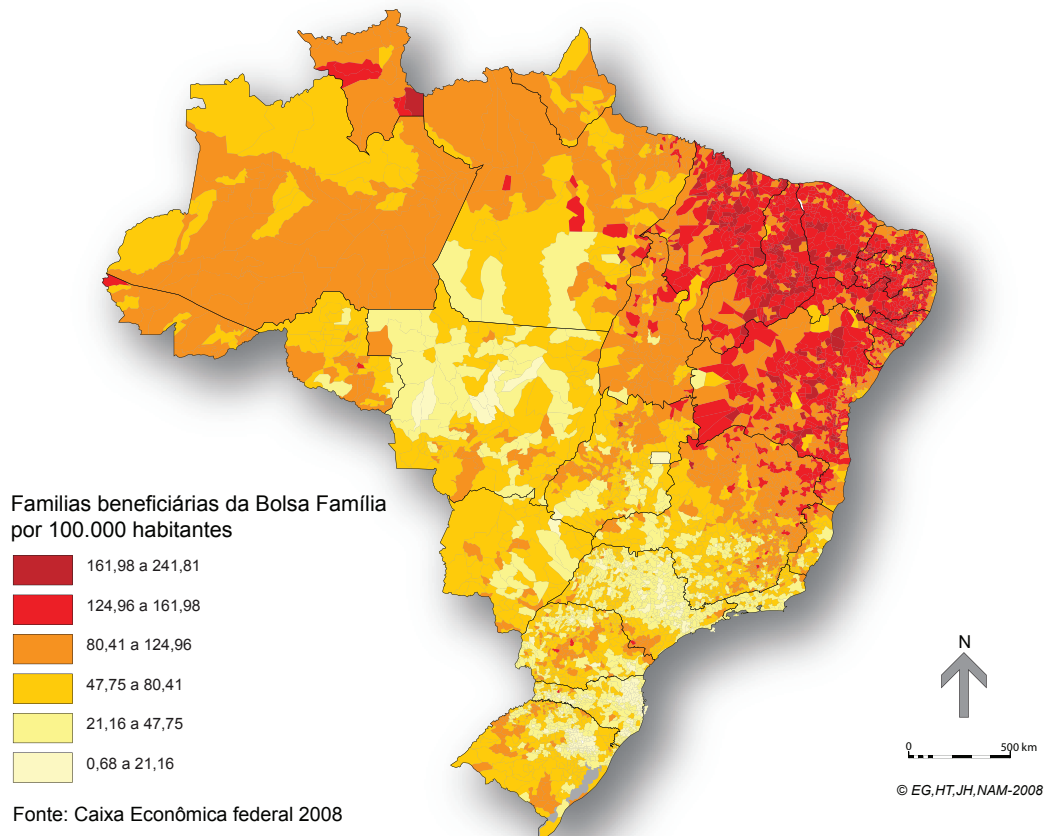 Familias beneficiárias da Bolsa Família
por 100.000 habitantes
161,98 a 241,81
124,96 a 161,98
80,41 a 124,96
47,75 a 80,41
21,16 a 47,75
0,68 a 21,16
Fonte: Caixa Econômica federal 2008
N
0 500 km
© EG,HT,JH,NAM-2008